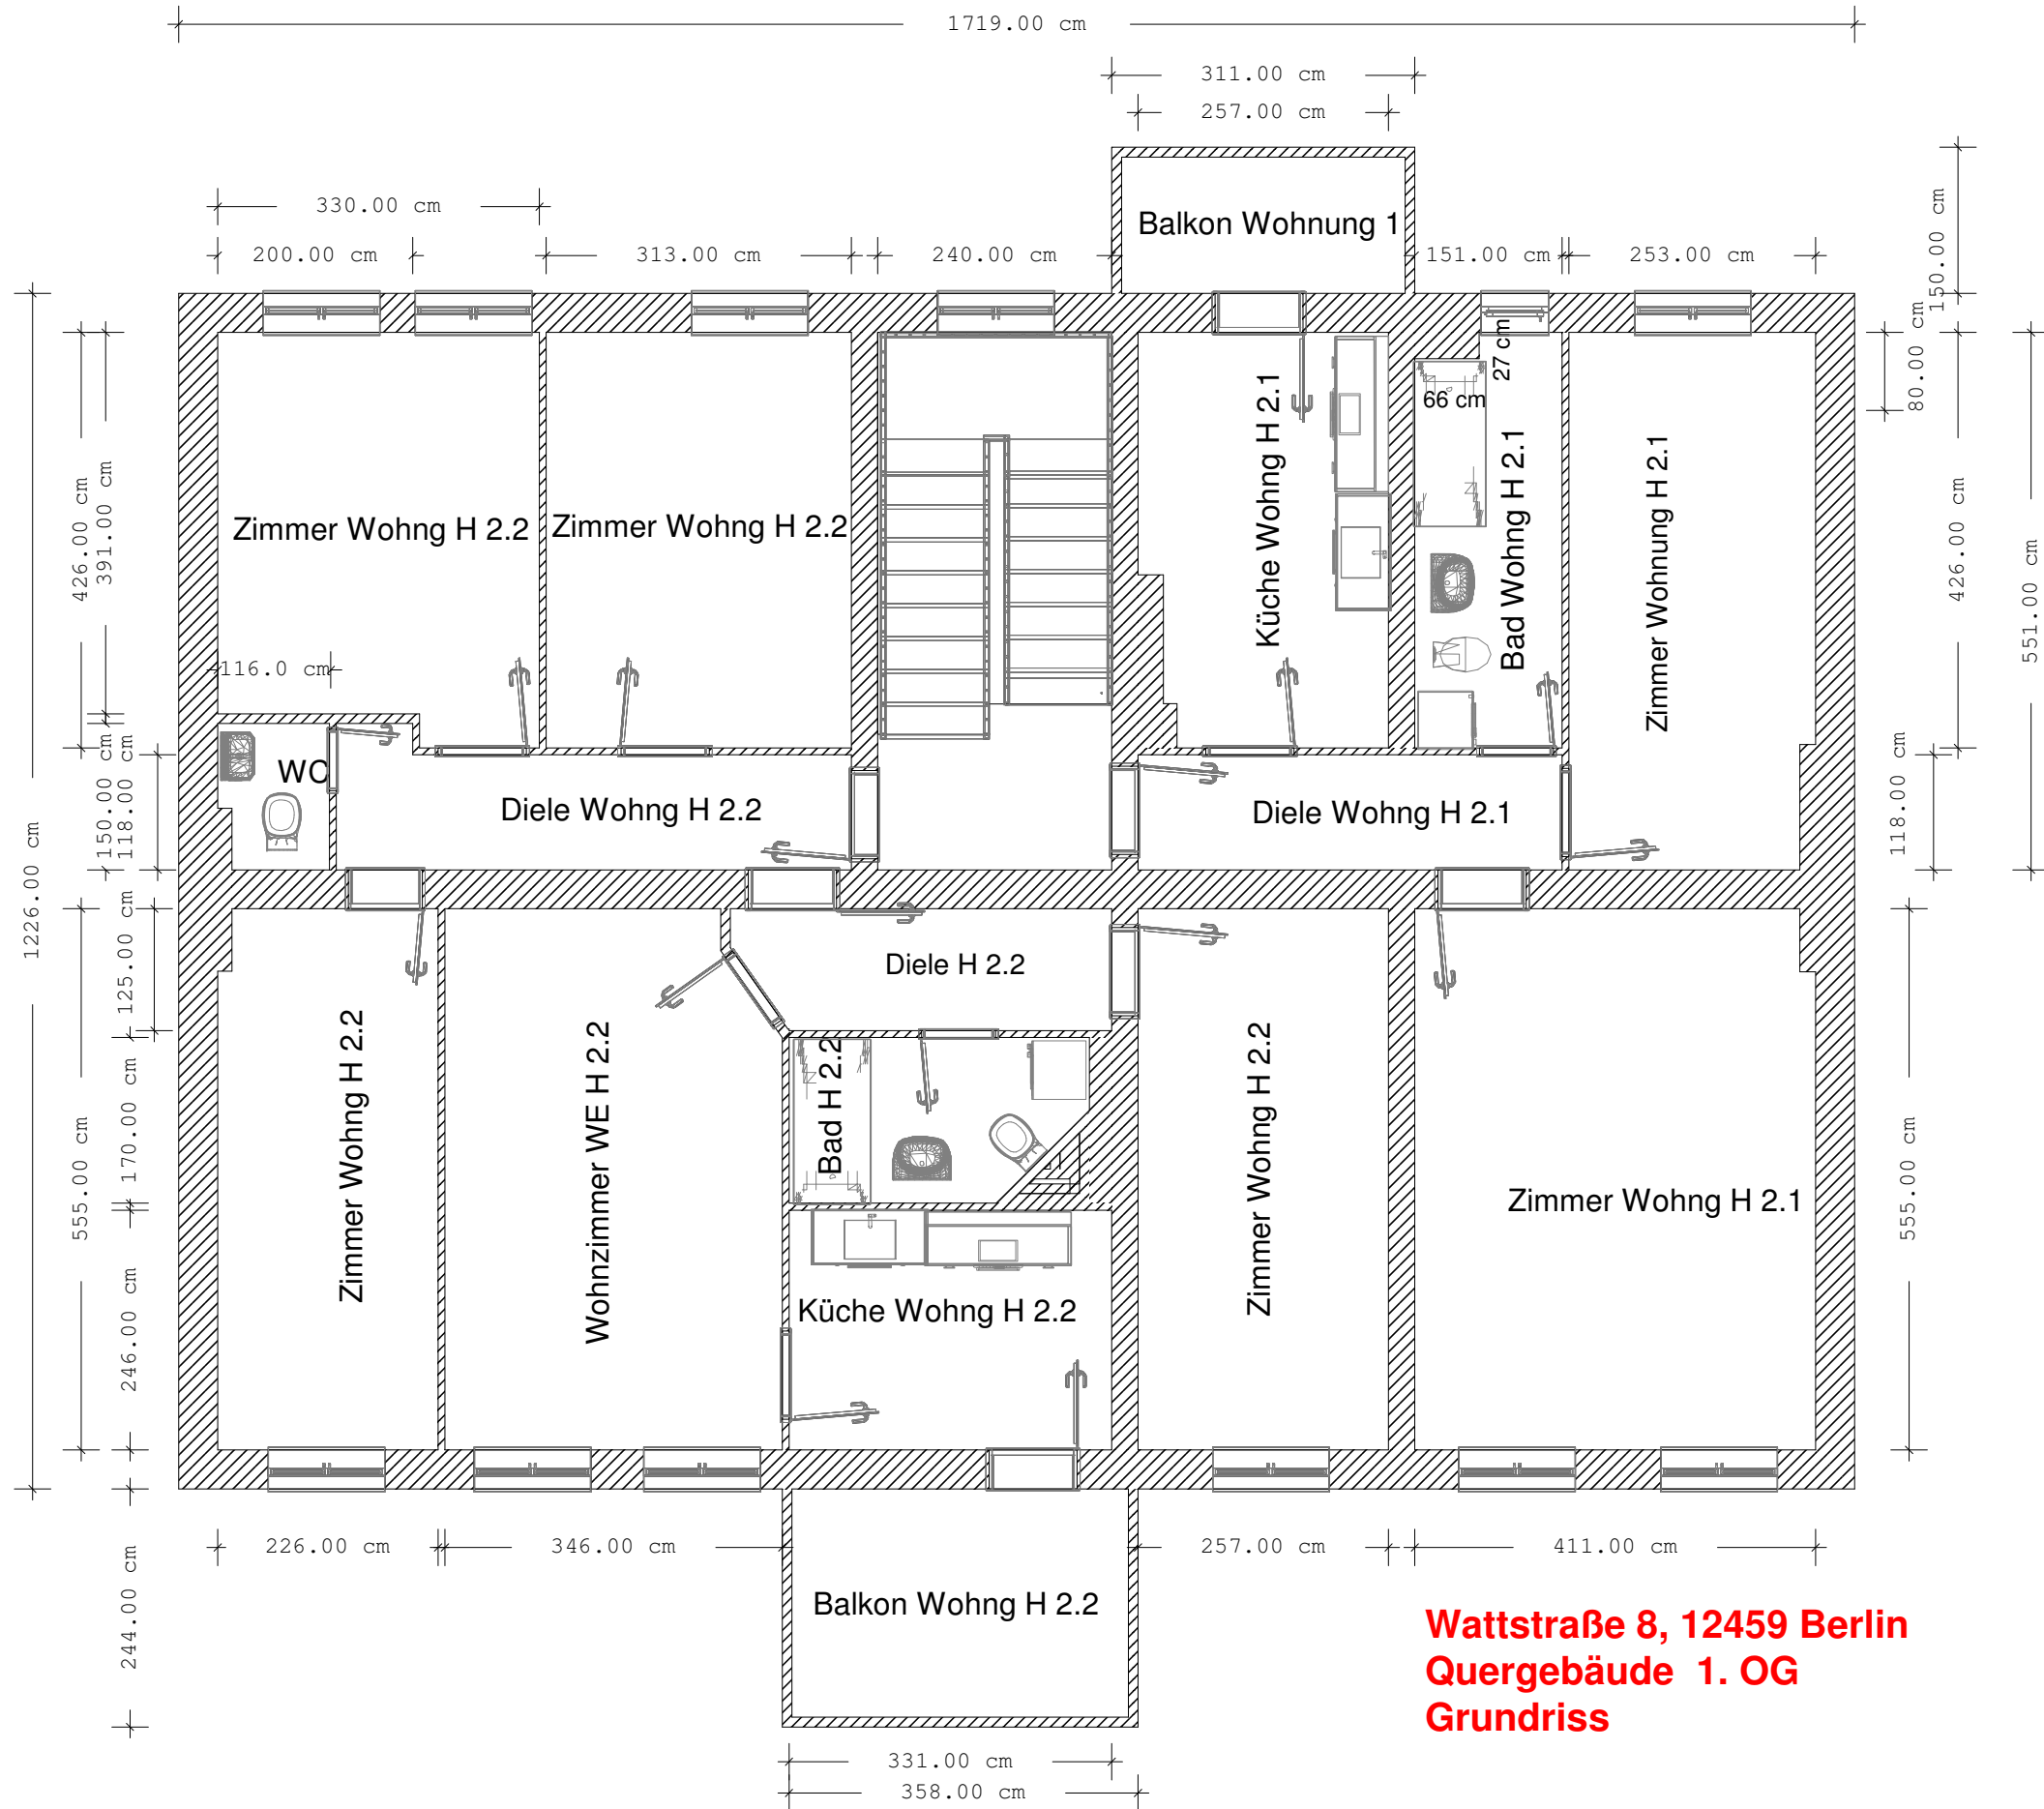 1719.00 cm
311.00 cm
257.00 cm
330.00 cm
Balkon Wohnung 1
200.00 cm
313.00 cm
240.00 cm
151.00 cm
253.00 cm
150.00 cm
80.00 cm
27 cm
66 cm
426.00 cm
391.00 cm
Zimmer Wohng H 2.2
Zimmer Wohng H 2.2
Küche Wohng H 2.1
Bad Wohng H 2.1
Zimmer Wohnung H 2.1
426.00 cm
551.00 cm
116.0 cm
150.00 cm
118.00 cm
WC
Diele Wohng H 2.2
Diele Wohng H 2.1
118.00 cm
1226.00 cm
125.00 cm
Diele H 2.2
Zimmer Wohng H 2.2
Wohnzimmer WE H 2.2
Bad H 2.2
Zimmer Wohng H 2.2
Zimmer Wohng H 2.1
555.00 cm
170.00 cm
555.00 cm
246.00 cm
Küche Wohng H 2.2
226.00 cm
346.00 cm
257.00 cm
411.00 cm
244.00 cm
Balkon Wohng H 2.2
Wattstraße 8, 12459 Berlin
Quergebäude 1. OG
Grundriss
331.00 cm
358.00 cm